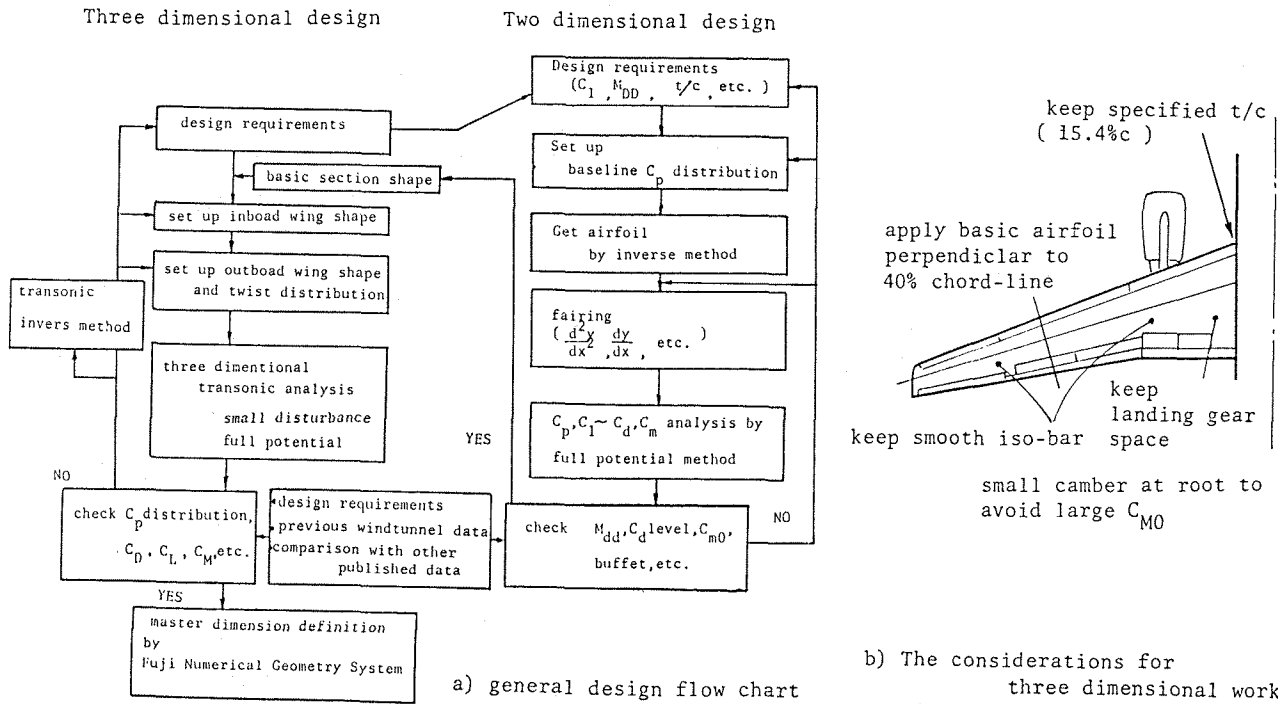 Three dimensional design
design requirements
basic section shape
set up inboad wing shape
set up outboad wing shape
and twist distribution
transonic
invers method
three dimentional
transonic analysis
small disturbance
full potential
NO
check Cp distribution,
CD, CL, CM, etc.
YES
master dimension definition
by
Fuji Numerical Geometry System
design requirements
previous windtunnel data
comparison with other
published data
Two dimensional design
Design requirements
(C1, MDD, t/c, etc. )
Set up
baseline Cp distribution
Get airfoil
by inverse method
fairing
( d²y/dx², dy/dx, etc. )
Cp, C1~Cd, Cm analysis by
full potential method
YES
NO
check Mdd, Cd level, Cm0,
buffet, etc.
a) general design flow chart
keep specified t/c
( 15.4%c )
apply basic airfoil
perpendiclar to
40% chord-line
keep smooth iso-bar
keep
landing gear
space
small camber at root to
avoid large CM0
b) The considerations for
three dimensional work